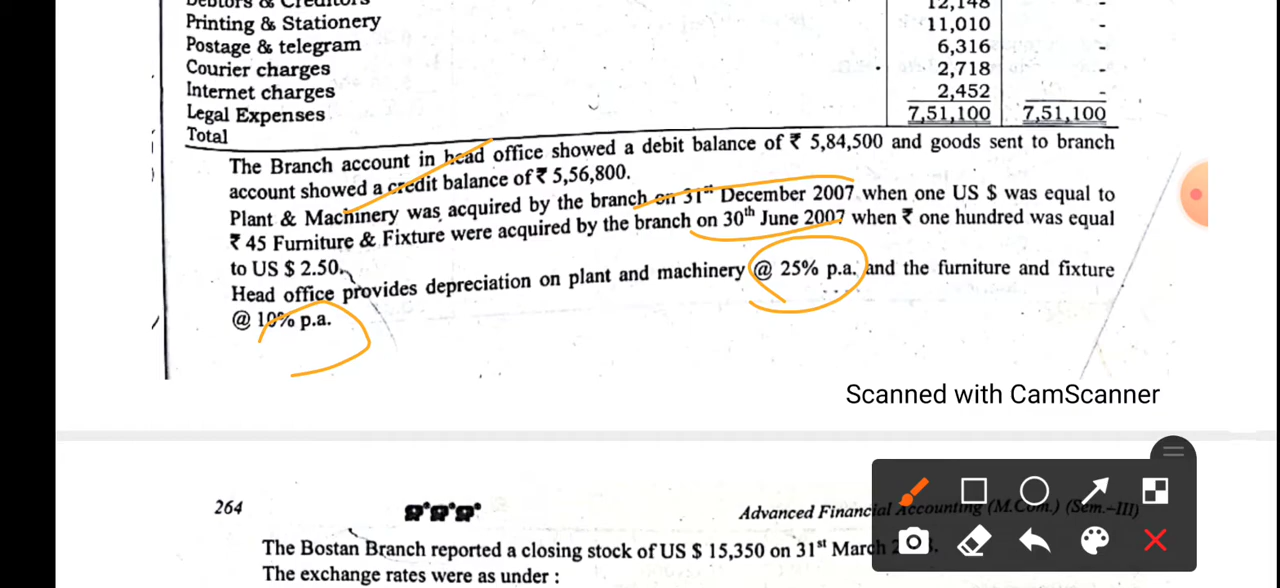 Debtors & Creditors 12,148
Printing & Stationery 11,010 -
Postage & telegram 6,316 -
Courier charges 2,718 -
Internet charges 2,452 -
Legal Expenses 7,51,100 7,51,100
Total
The Branch account in head office showed a debit balance of ₹ 5,84,500 and goods sent to branch
account showed a credit balance of ₹ 5,56,800.
Plant & Machinery was acquired by the branch on 31st December 2007 when one US $ was equal to
₹ 45 Furniture & Fixture were acquired by the branch on 30th June 2007 when ₹ one hundred was equal
to US $ 2.50.
Head office provides depreciation on plant and machinery @ 25% p.a. and the furniture and fixture
@ 10% p.a.
Scanned with CamScanner
264 Advanced Financial Accounting (M.Com.) (Sem.-III)
The Bostan Branch reported a closing stock of US $ 15,350 on 31st March
The exchange rates were as under :